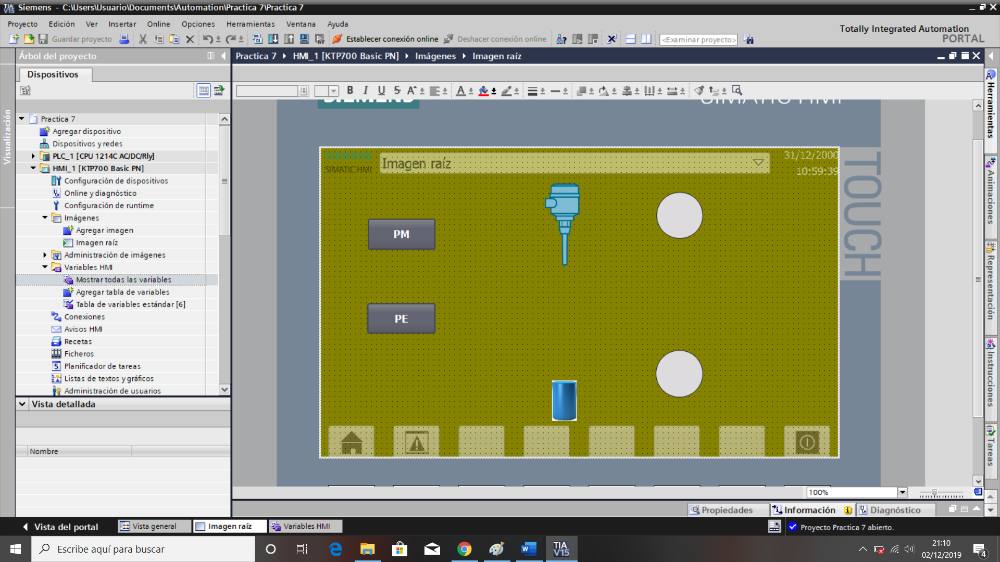 Siemens - C:\Users\Usuario\Documents\Automation\Practica 7\Practica 7
Proyecto Edición Ver Insertar Online Opciones Herramientas Ventana Ayuda
Totally Integrated Automation
PORTAL
Guardar proyecto
Establecer conexión online
Deshacer conexión online
<Examinar proyecto>
Árbol del proyecto
Practica 7 HMI_1 [KTP700 Basic PN] Imágenes Imagen raíz
Dispositivos
Visualización
Practica 7
Agregar dispositivo
Dispositivos y redes
PLC_1 [CPU 1214C AC/DC/Rly]
HMI_1 [KTP700 Basic PN]
Configuración de dispositivos
Online y diagnóstico
Configuración de runtime
Imágenes
Agregar imagen
Imagen raíz
Administración de imágenes
Variables HMI
Mostrar todas las variables
Agregar tabla de variables
Tabla de variables estándar [6]
Conexiones
Avisos HMI
Recetas
Ficheros
Planificador de tareas
Listas de textos y gráficos
Administración de usuarios
Vista detallada
Nombre
B I U S A
SIEMENS
SIMATIC HMI
SIEMENS
SIMATIC HMI
Imagen raíz
31/12/2000
10:59:39
PM
PE
TOUCH
Herramientas
Animaciones
Representación
Instrucciones
Tareas
100%
Propiedades
Información
Diagnóstico
Vista del portal
Vista general
Imagen raíz
Variables HMI
Proyecto Practica 7 abierto.
Escribe aquí para buscar
TIA
V15
21:10
02/12/2019
4